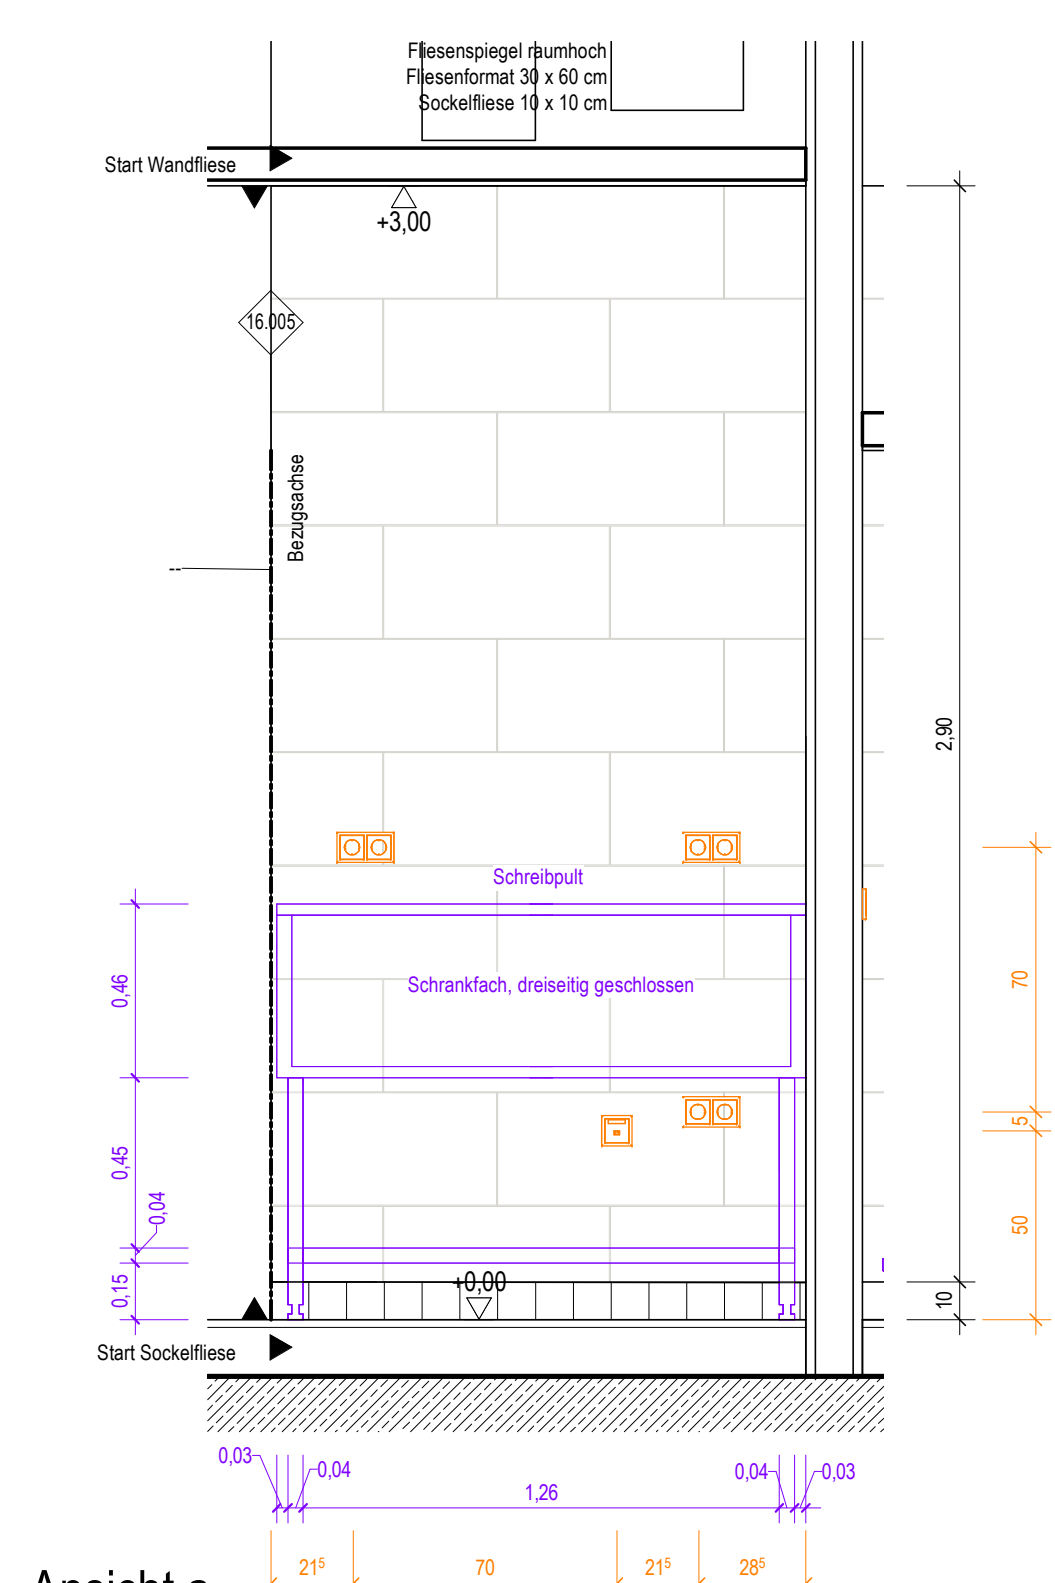 Fliesenspiegel raumhoch
Fliesenformat 30 x 60 cm
Sockelfliese 10 x 10 cm
Start Wandfliese
+3,00
16.005
Bezugsachse
--
2,90
Schreibpult
Schrankfach, dreiseitig geschlossen
0,46
0,45
0,04
0,15
70
5
50
10
+0,00
Start Sockelfliese
0,03
0,04
1,26
0,04
0,03
21⁵
70
21⁵
28⁵
Ansicht